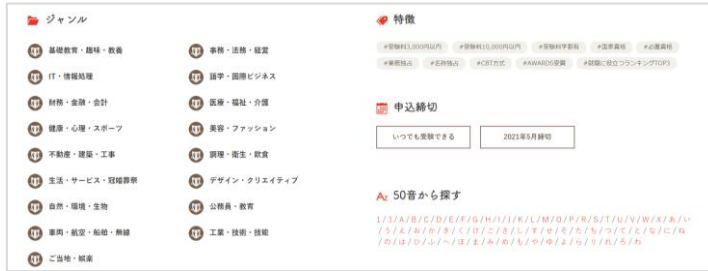 ジャンル
基礎教育・趣味・教養
事務・法務・経営
IT・情報処理
語学・国際ビジネス
財務・金融・会計
医療・福祉・介護
健康・心理・スポーツ
美容・ファッション
不動産・建築・工事
調理・衛生・飲食
生活・サービス・冠婚葬祭
デザイン・クリエイティブ
自然・環境・生物
公務員・教育
車両・航空・船舶・無線
工業・技術・技能
ご当地・娯楽
特徴
#受験料3,000円以内 #受験料10,000円以内 #受験料学割有 #国家資格 #必置資格
#業務独占 #名称独占 #CBT方式 #AWARDS受賞 #就職に役立つランキングTOP3
申込締切
いつでも受験できる
2021年5月締切
AZ 50音から探す
1/3/A/B/C/D/E/F/G/H/I/J/K/L/M/O/P/R/S/T/U/V/W/X/あ/い
/う/え/お/か/き/く/け/こ/さ/し/す/せ/そ/た/ち/つ/て/と/な/に/ね
/の/は/ひ/ふ/へ/ほ/ま/み/め/も/や/ゆ/よ/ら/り/れ/ろ/わ